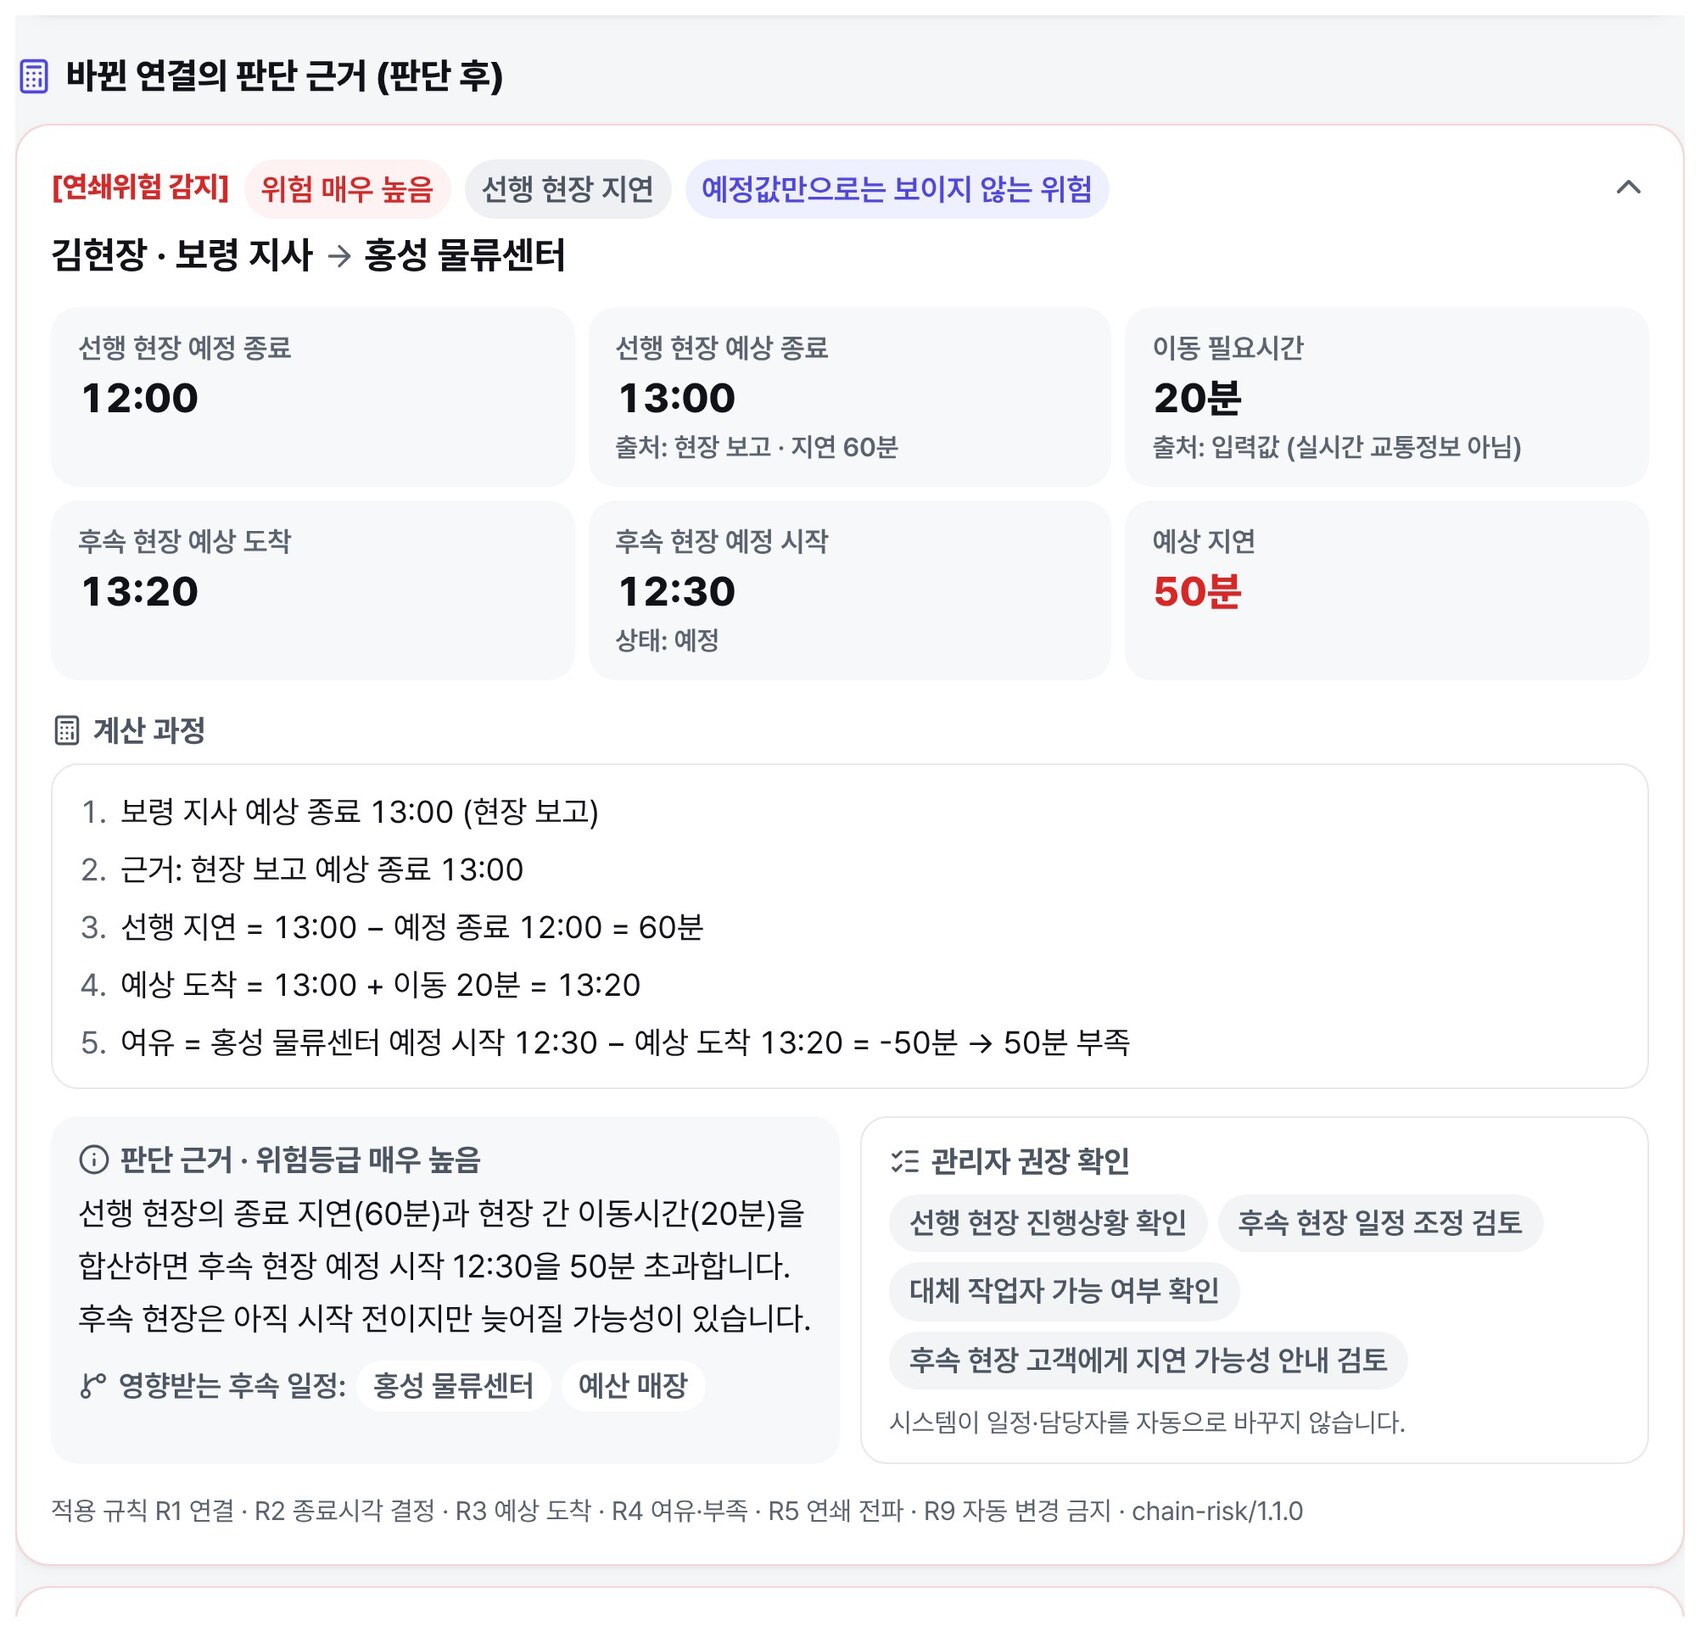 바뀐 연결의 판단 근거 (판단 후)
[연쇄위험 감지] 위험 매우 높음 선행 현장 지연 예정값만으로는 보이지 않는 위험
김현장 · 보령 지사 → 홍성 물류센터
선행 현장 예정 종료
12:00
선행 현장 예상 종료
13:00
출처: 현장 보고 · 지연 60분
이동 필요시간
20분
출처: 입력값 (실시간 교통정보 아님)
후속 현장 예상 도착
13:20
후속 현장 예정 시작
12:30
상태: 예정
예상 지연
50분
계산 과정
1. 보령 지사 예상 종료 13:00 (현장 보고)
2. 근거: 현장 보고 예상 종료 13:00
3. 선행 지연 = 13:00 − 예정 종료 12:00 = 60분
4. 예상 도착 = 13:00 + 이동 20분 = 13:20
5. 여유 = 홍성 물류센터 예정 시작 12:30 − 예상 도착 13:20 = -50분 → 50분 부족
판단 근거 · 위험등급 매우 높음
선행 현장의 종료 지연(60분)과 현장 간 이동시간(20분)을
합산하면 후속 현장 예정 시작 12:30을 50분 초과합니다.
후속 현장은 아직 시작 전이지만 늦어질 가능성이 있습니다.
영향받는 후속 일정: 홍성 물류센터 예산 매장
관리자 권장 확인
선행 현장 진행상황 확인 후속 현장 일정 조정 검토
대체 작업자 가능 여부 확인
후속 현장 고객에게 지연 가능성 안내 검토
시스템이 일정·담당자를 자동으로 바꾸지 않습니다.
적용 규칙 R1 연결 · R2 종료시각 결정 · R3 예상 도착 · R4 여유·부족 · R5 연쇄 전파 · R9 자동 변경 금지 · chain-risk/1.1.0